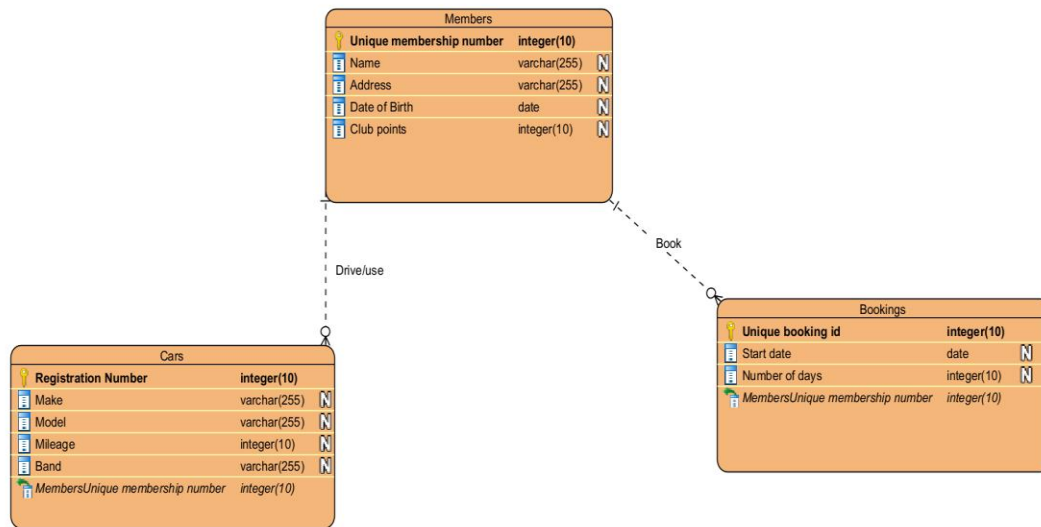 Members
Unique membership number integer(10)
Name varchar(255) N
Address varchar(255) N
Date of Birth date N
Club points integer(10) N
Drive/use
Book
Cars
Registration Number integer(10)
Make varchar(255) N
Model varchar(255) N
Mileage integer(10) N
Band varchar(255) N
MembersUnique membership number integer(10)
Bookings
Unique booking id integer(10)
Start date date N
Number of days integer(10) N
MembersUnique membership number integer(10)